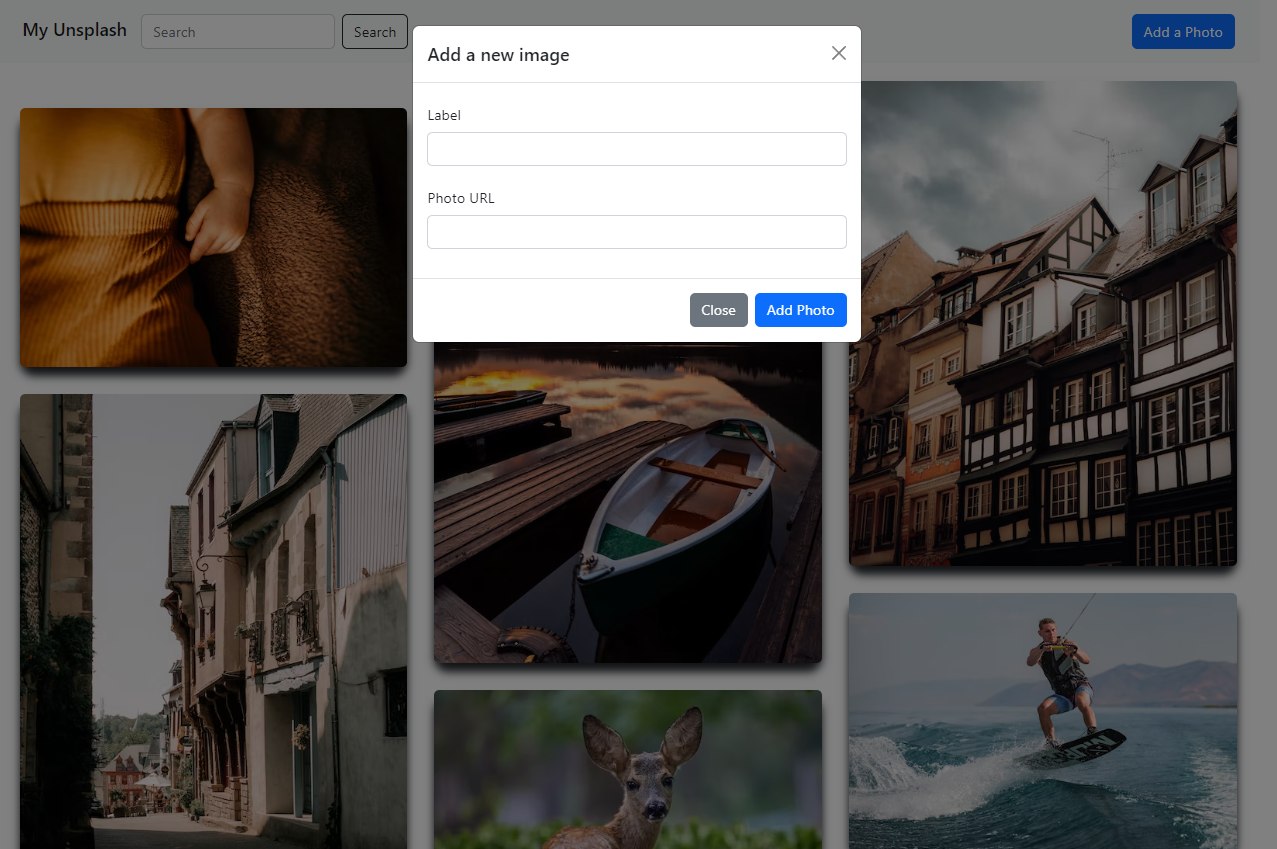 My Unsplash
Search
Search
Add a Photo
Add a new image
Label
Photo URL
Close
Add Photo